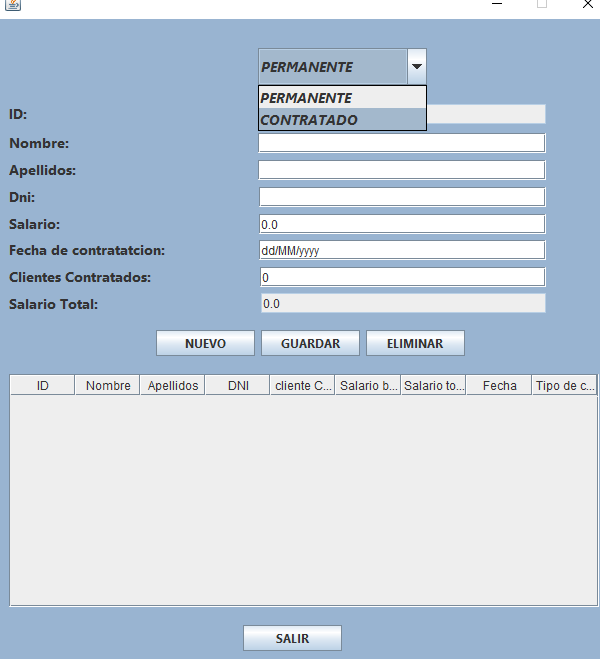 PERMANENTE
PERMANENTE
CONTRATADO
ID:
Nombre:
Apellidos:
Dni:
Salario: 0.0
Fecha de contratatcion: dd/MM/yyyy
Clientes Contratados: 0
Salario Total: 0.0
NUEVO GUARDAR ELIMINAR
ID Nombre Apellidos DNI cliente C... Salario b... Salario to... Fecha Tipo de c...
SALIR